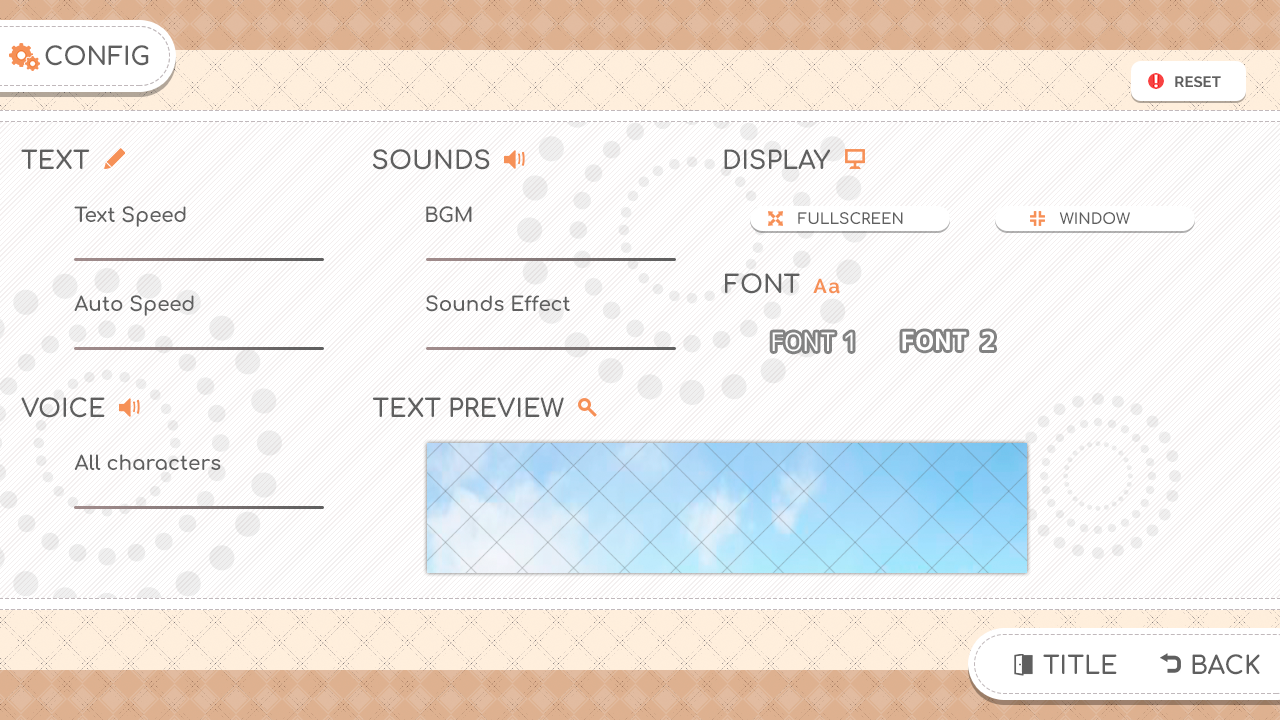 CONFIG
RESET
TEXT
Text Speed
Auto Speed
VOICE
All characters
SOUNDS
BGM
Sounds Effect
DISPLAY
FULLSCREEN WINDOW
FONT Aa
FONT 1 FONT 2
TEXT PREVIEW
TITLE BACK